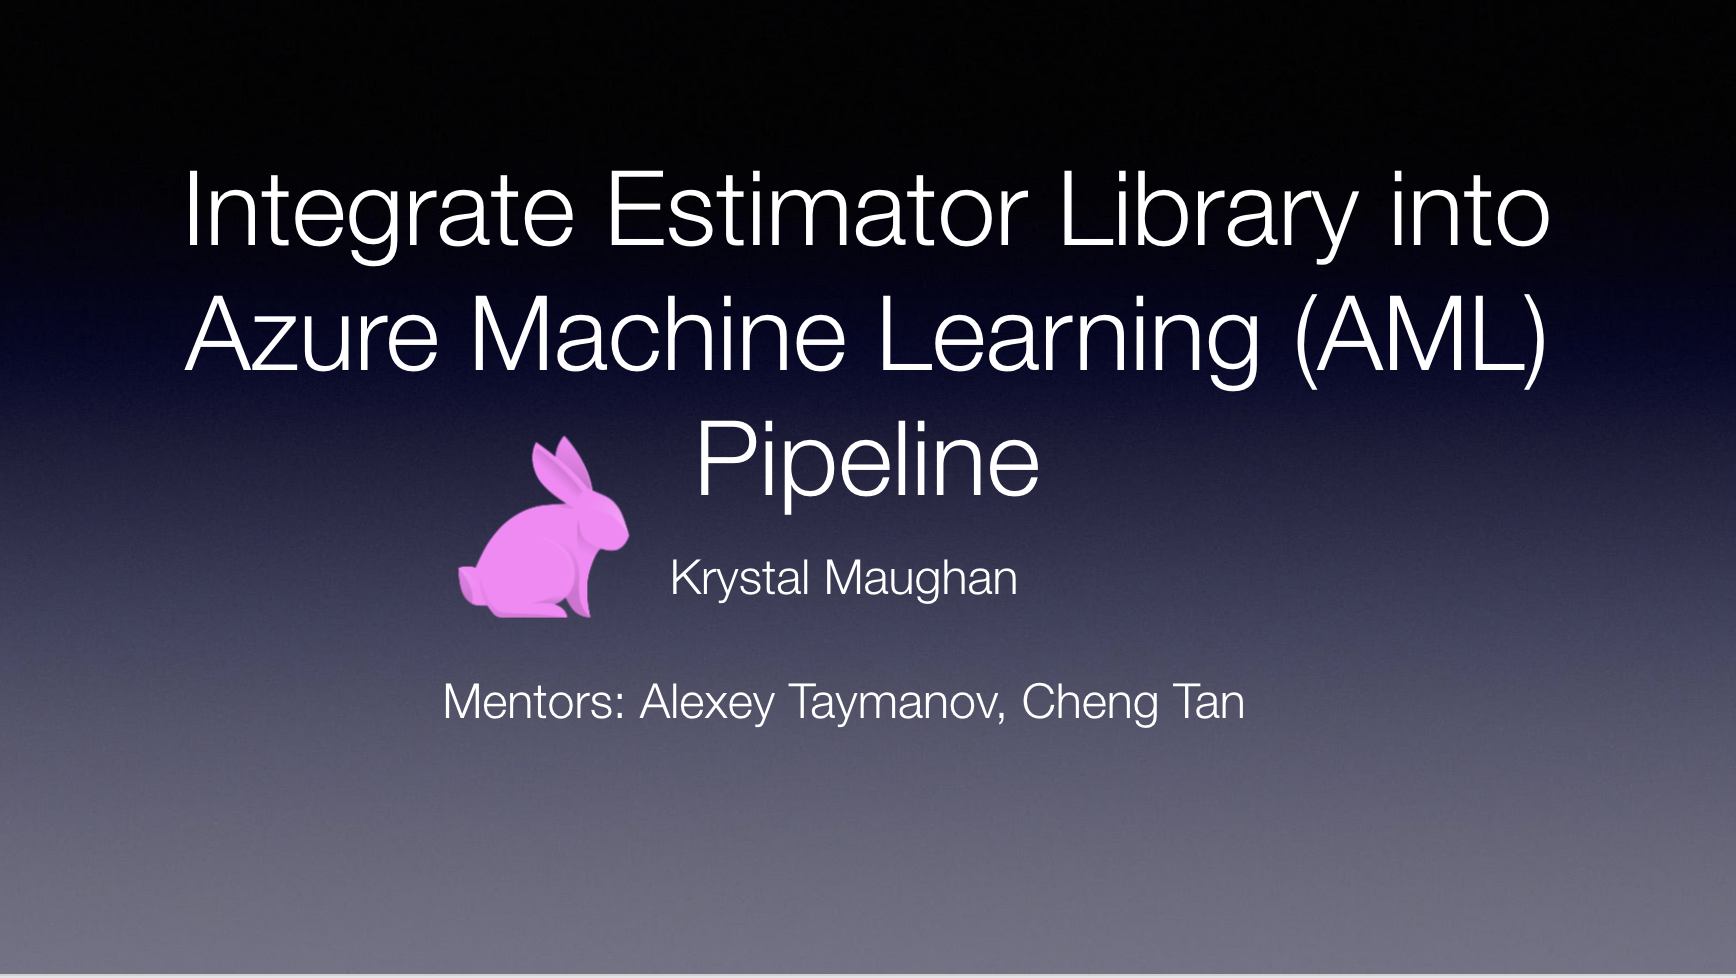 Integrate Estimator Library into
Azure Machine Learning (AML)
Pipeline
Krystal Maughan
Mentors: Alexey Taymanov, Cheng Tan